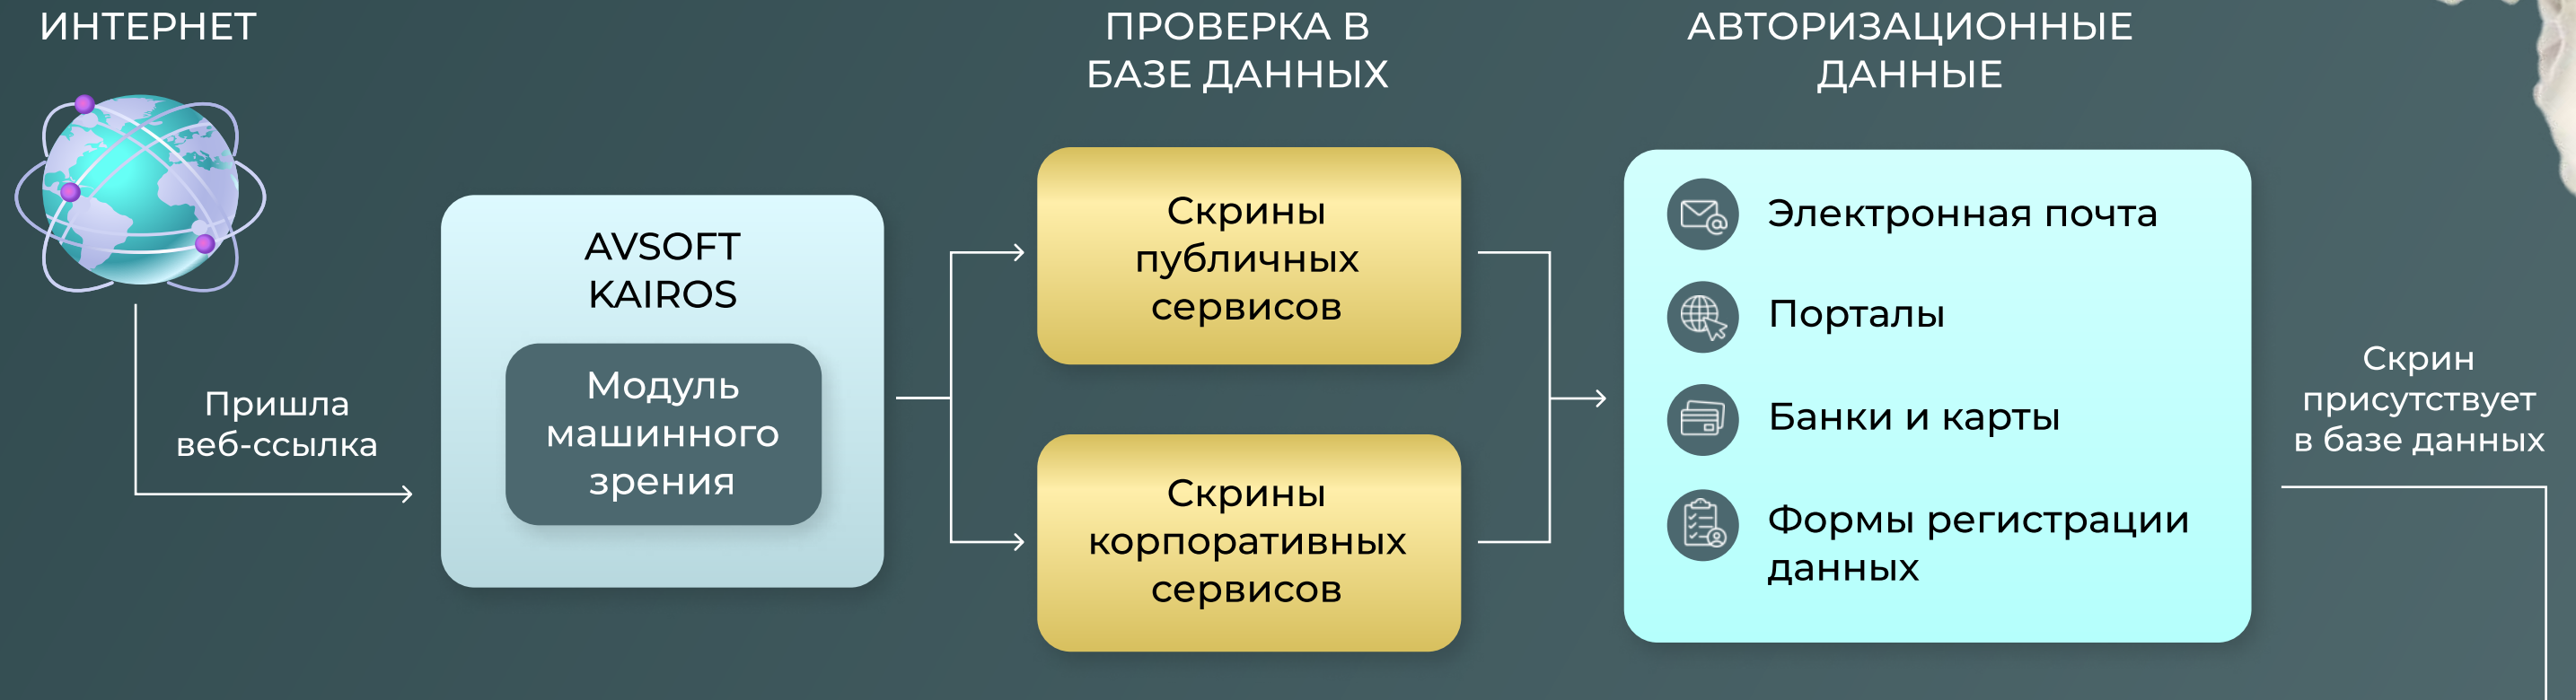 ИНТЕРНЕТ
ПРОВЕРКА В
БАЗЕ ДАННЫХ
АВТОРИЗАЦИОННЫЕ
ДАННЫЕ
Пришла
веб-ссылка
AVSOFT
KAIROS
Модуль
машинного
зрения
Скрины
публичных
сервисов
Скрины
корпоративных
сервисов
Электронная почта
Порталы
Банки и карты
Формы регистрации
данных
Скрин
присутствует
в базе данных